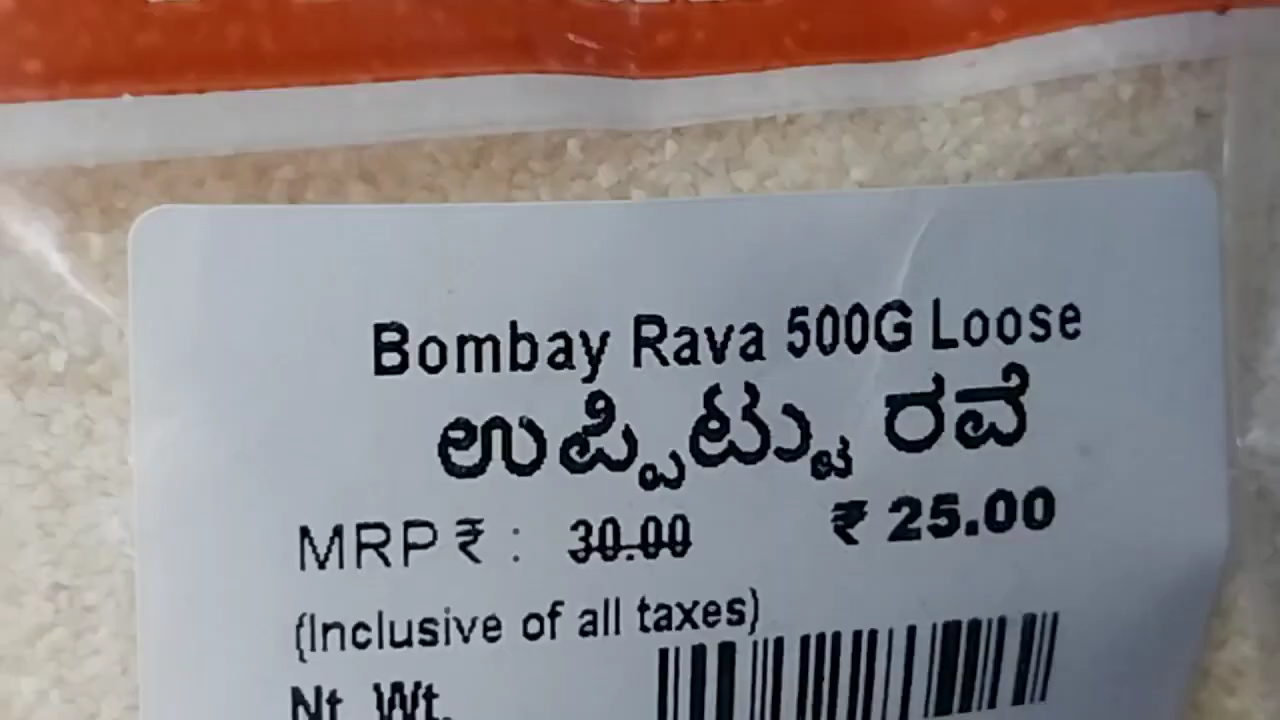 Bombay Rava 500G Loose
ಉಪ್ಪಿಟ್ಟು ರವೆ
MRP ₹ : 30.00 ₹ 25.00
(Inclusive of all taxes)
Nt. Wt.